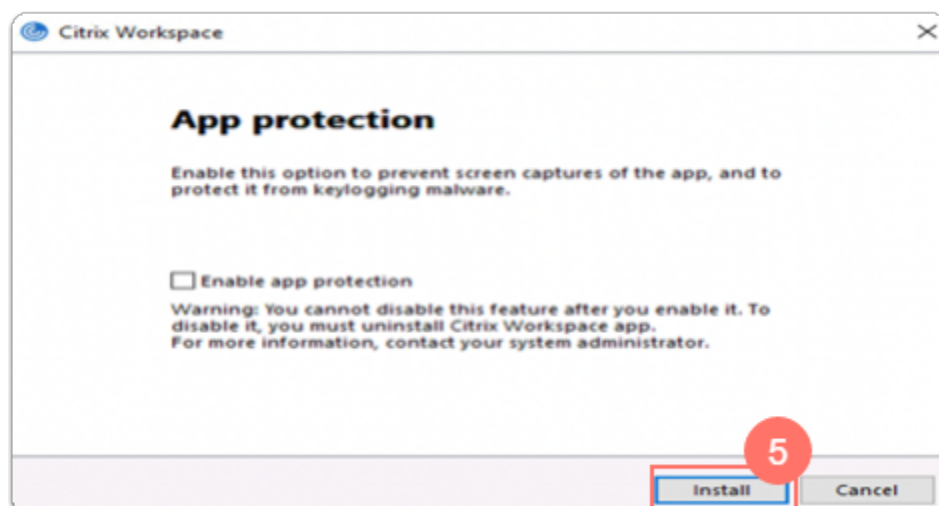 Citrix Workspace
App protection
Enable this option to prevent screen captures of the app, and to
protect it from keylogging malware.
Enable app protection
Warning: You cannot disable this feature after you enable it. To
disable it, you must uninstall Citrix Workspace app.
For more information, contact your system administrator.
5
Install Cancel